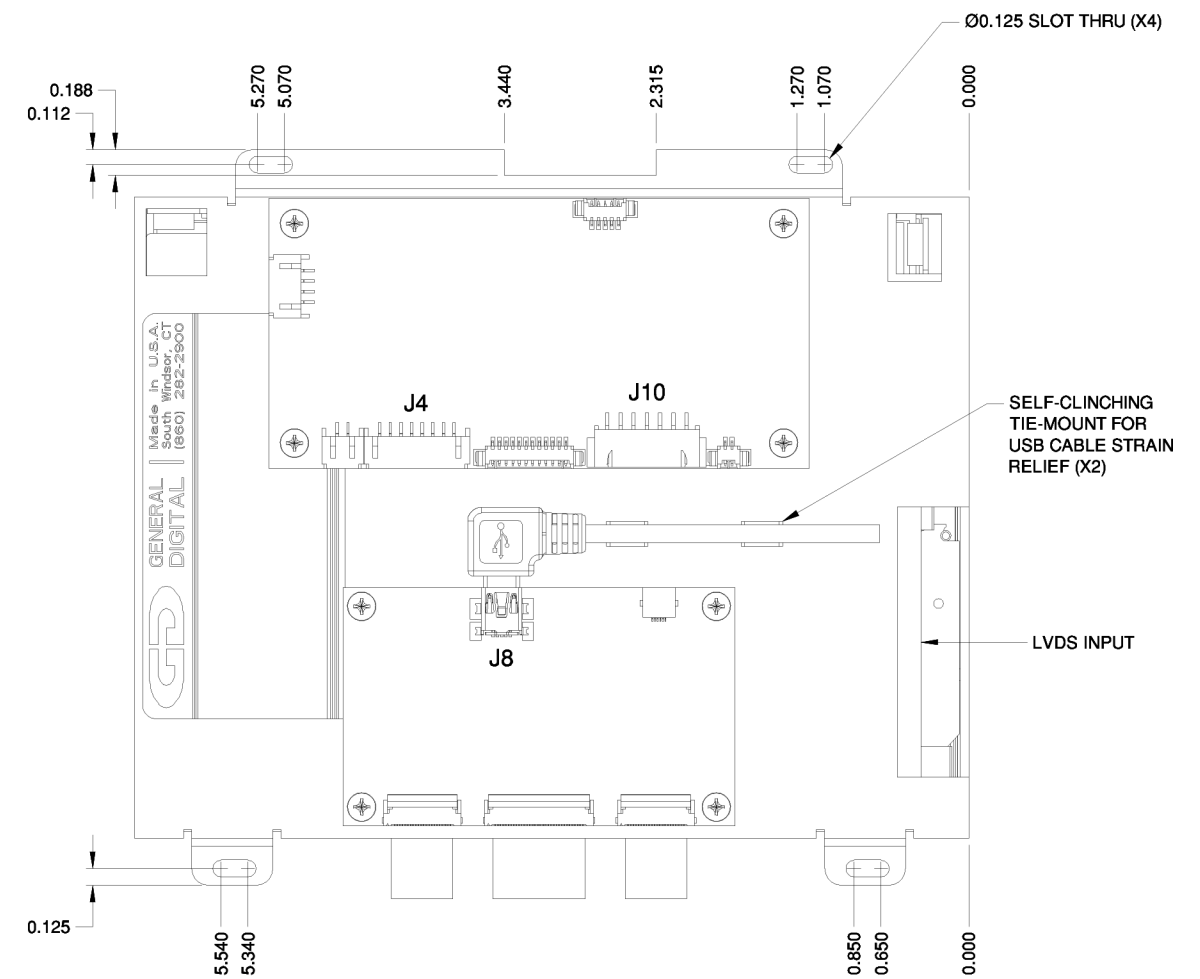 Ø0.125 SLOT THRU (X4)
0.188
0.112
5.270
5.070
3.440
2.315
1.270
1.070
0.000
J4
J10
SELF-CLINCHING
TIE-MOUNT FOR
USB CABLE STRAIN
RELIEF (X2)
Made in U.S.A.
South Windsor, CT
(860) 282-2900
GENERAL
DIGITAL
GD
J8
LVDS INPUT
0.125
5.540
5.340
0.850
0.650
0.000